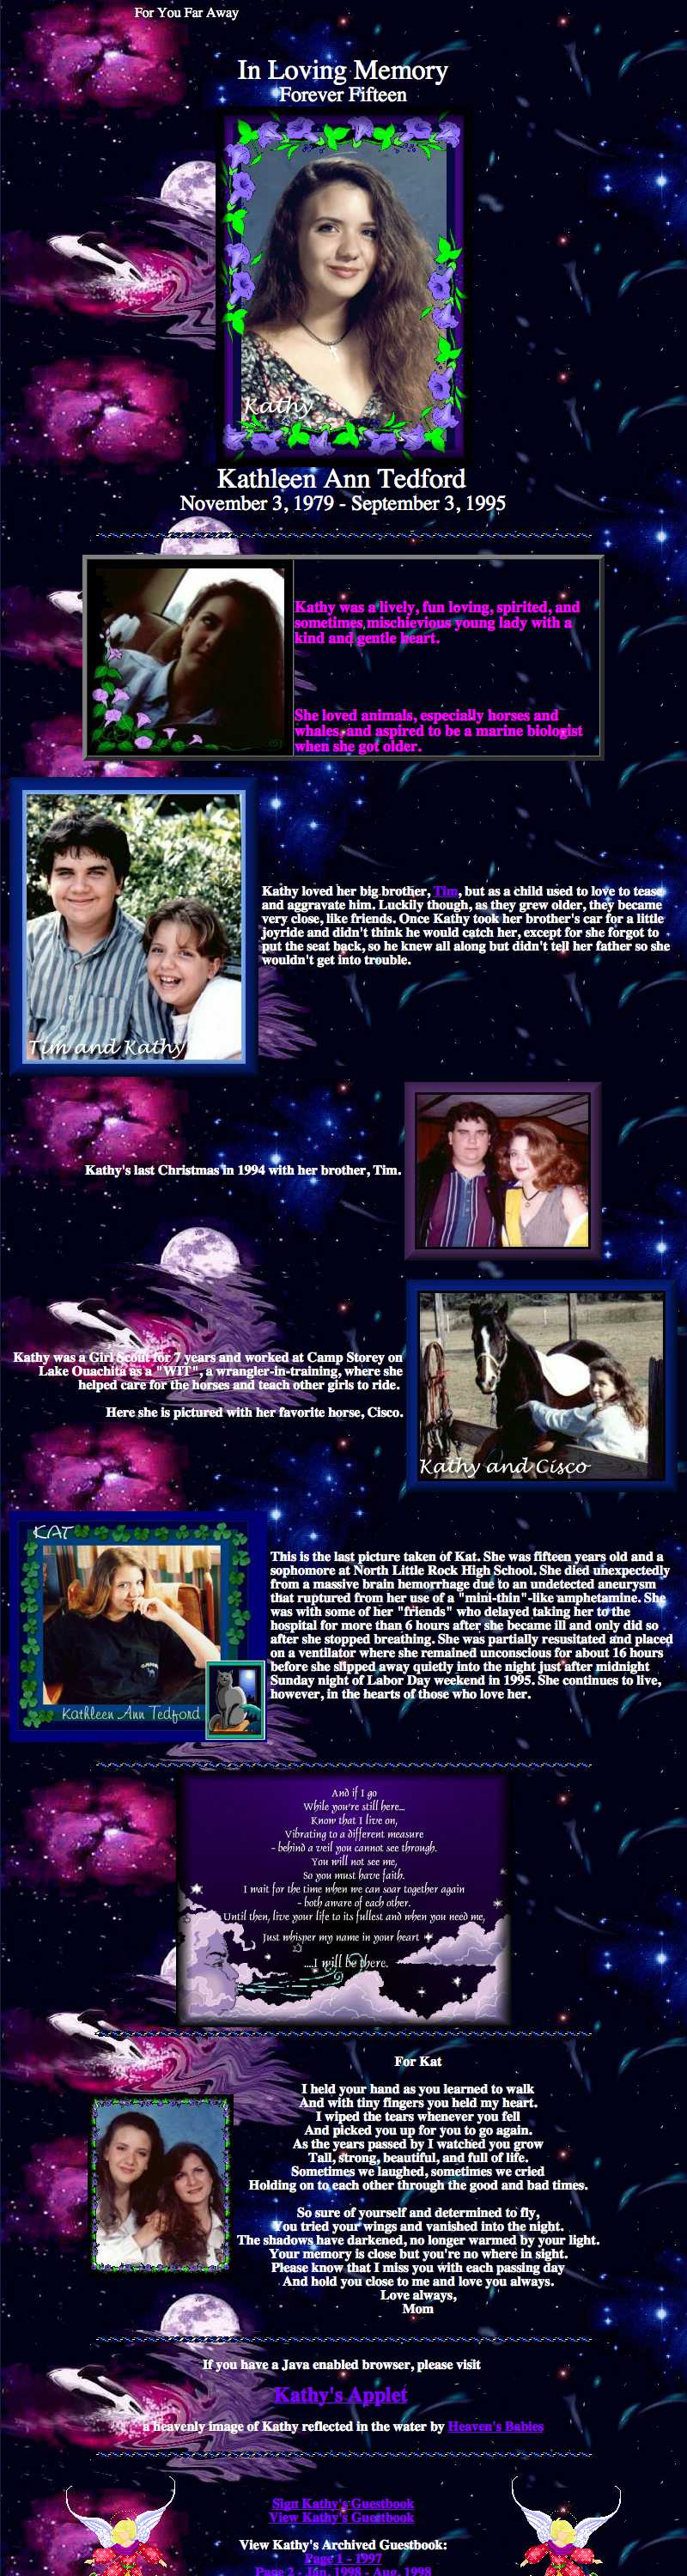 For You Far Away
In Loving Memory
Forever Fifteen
Kathy
Kathleen Ann Tedford
November 3, 1979 - September 3, 1995
Kathy was a lively, fun loving, spirited, and
sometimes mischievious young lady with a
kind and gentle heart.
She loved animals, especially horses and
whales, and aspired to be a marine biologist
when she got older.
Kathy loved her big brother, Tim, but as a child used to love to tease
and aggravate him. Luckily though, as they grew older, they became
very close, like friends. Once Kathy took her brother's car for a little
joyride and didn't think he would catch her, except for she forgot to
put the seat back, so he knew all along but didn't tell her father so she
wouldn't get into trouble.
Tim and Kathy
Kathy's last Christmas in 1994 with her brother, Tim.
Kathy was a Girl Scout for 7 years and worked at Camp Storey on
Lake Ouachita as a "WIT", a wrangler-in-training, where she
helped care for the horses and teach other girls to ride.
Here she is pictured with her favorite horse, Cisco.
Kathy and Cisco
KAT
Kathleen Ann Tedford
This is the last picture taken of Kat. She was fifteen years old and a
sophomore at North Little Rock High School. She died unexpectedly
from a massive brain hemorrhage due to an undetected aneurysm
that ruptured from her use of a "mini-thin"-like amphetamine. She
was with some of her "friends" who delayed taking her to the
hospital for more than 6 hours after she became ill and only did so
after she stopped breathing. She was partially resusitated and placed
on a ventilator where she remained unconscious for about 16 hours
before she slipped away quietly into the night just after midnight
Sunday night of Labor Day weekend in 1995. She continues to live,
however, in the hearts of those who love her.
And if I go
While you're still here...
Know that I live on,
Vibrating to a different measure
- behind a veil you cannot see through.
You will not see me,
So you must have faith.
I wait for the time when we can soar together again
- both aware of each other.
Until then, live your life to its fullest and when you need me,
Just whisper my name in your heart
....I will be there.
For Kat
I held your hand as you learned to walk
And with tiny fingers you held my heart.
I wiped the tears whenever you fell
And picked you up for you to go again.
As the years passed by I watched you grow
Tall, strong, beautiful, and full of life.
Sometimes we laughed, sometimes we cried
Holding on to each other through the good and bad times.
So sure of yourself and determined to fly,
You tried your wings and vanished into the night.
The shadows have darkened, no longer warmed by your light.
Your memory is close but you're no where in sight.
Please know that I miss you with each passing day
And hold you close to me and love you always.
Love always,
Mom
If you have a Java enabled browser, please visit
Kathy's Applet
a heavenly image of Kathy reflected in the water by Heaven's Babies
Sign Kathy's Guestbook
View Kathy's Guestbook
View Kathy's Archived Guestbook:
Page 1 - 1997
Page 2 - Jan. 1998 - Aug. 1998